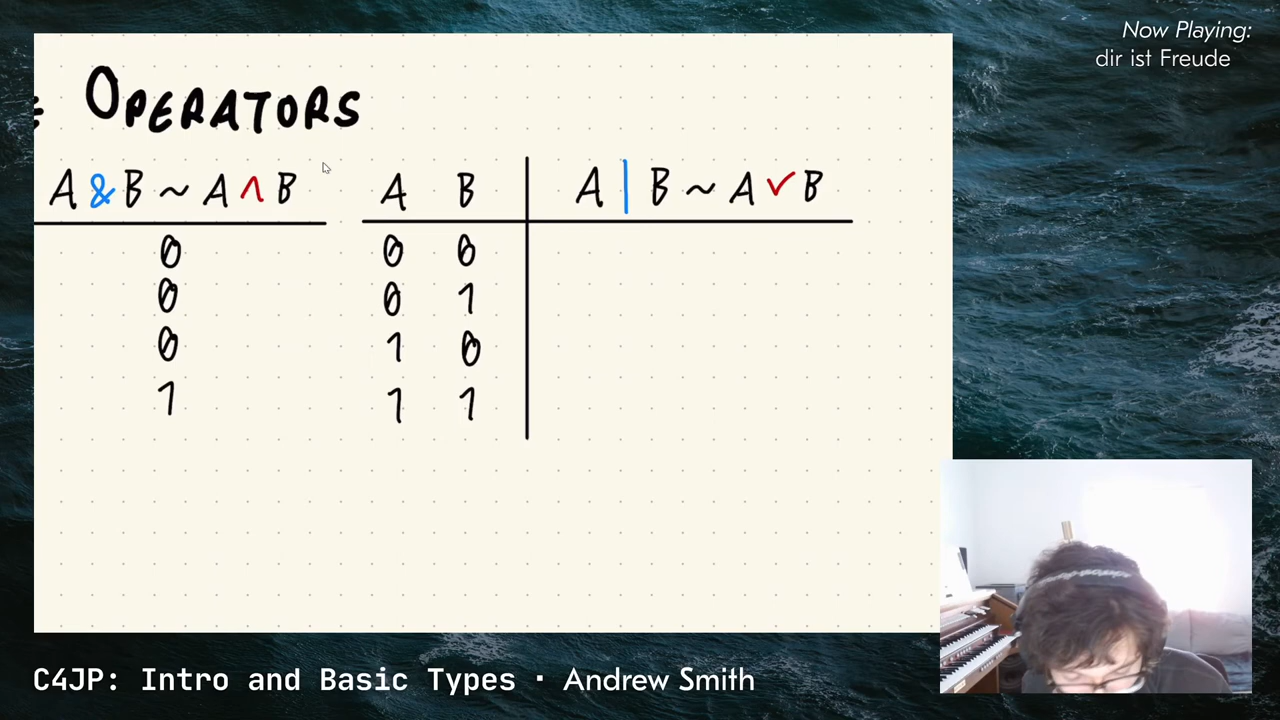 Now Playing:
dir ist Freude
OPERATORS
A & B ~ A ∧ B
0
0
0
1
A B A | B ~ A ∨ B
0 0
0 1
1 0
1 1
C4JP: Intro and Basic Types · Andrew Smith